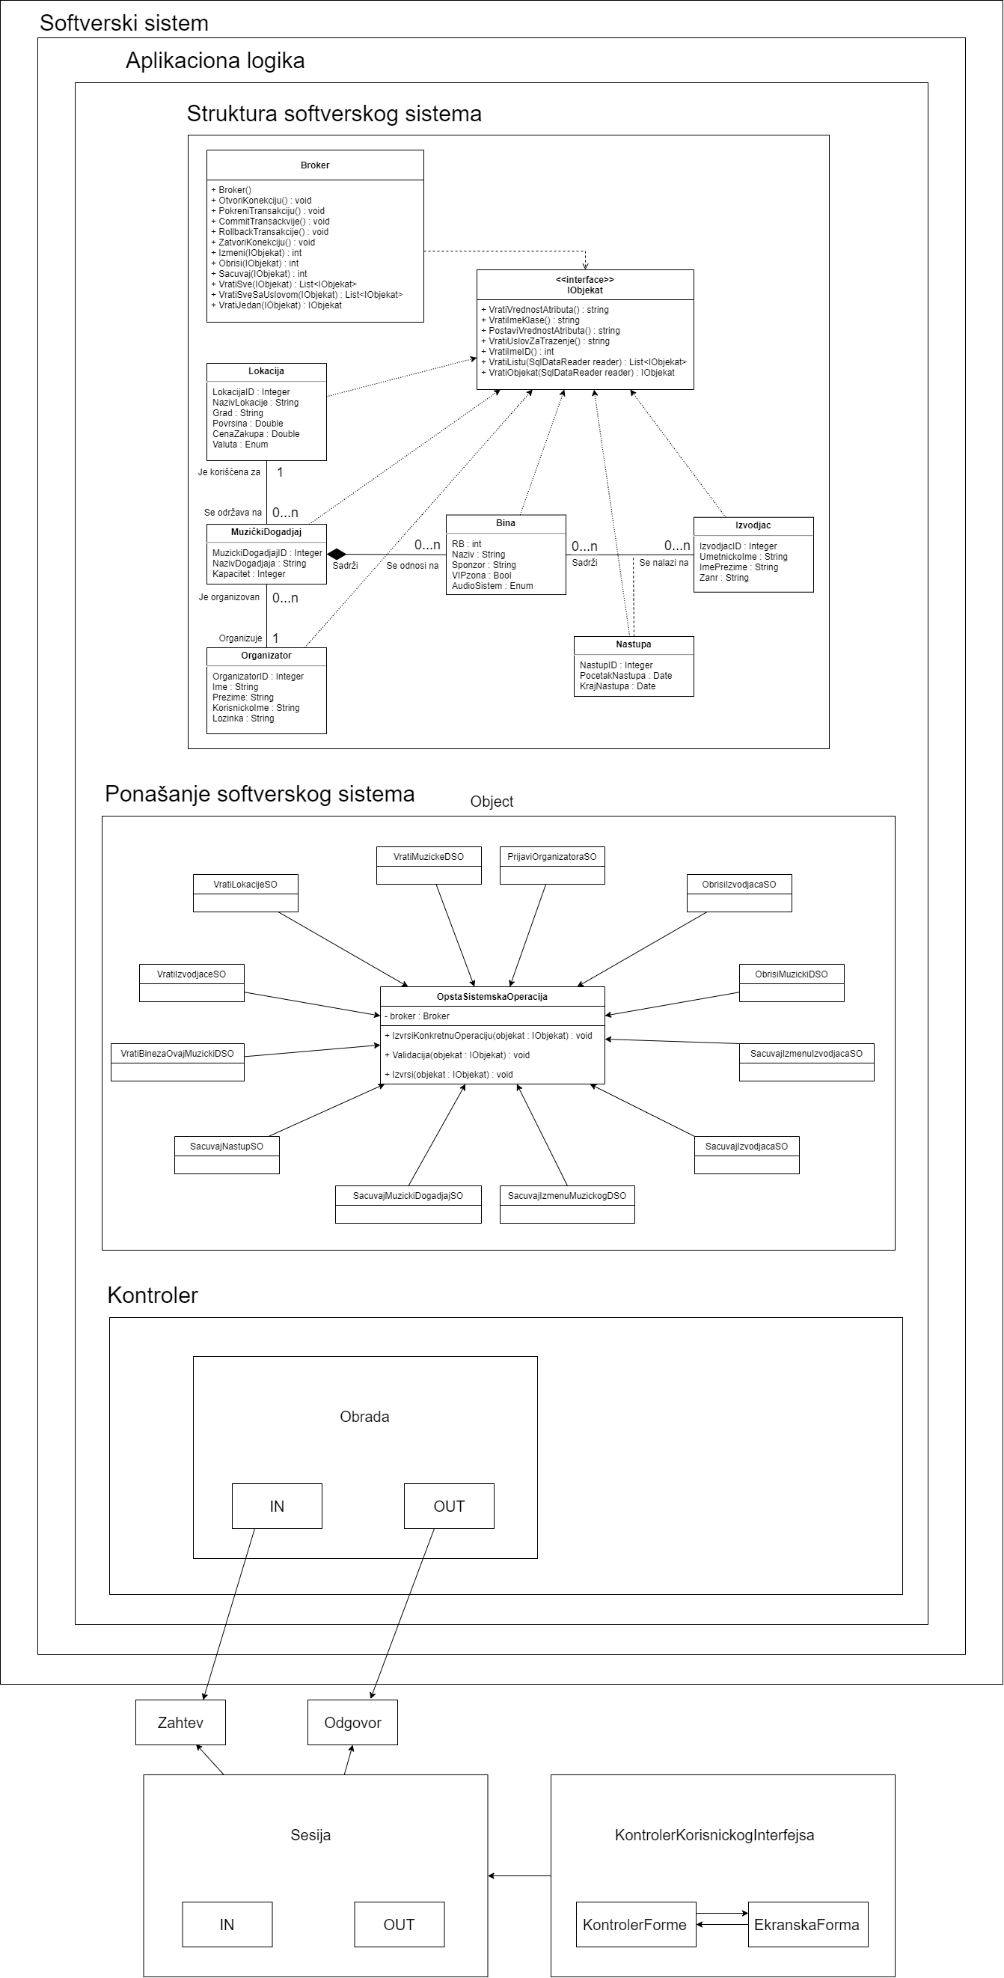 Softverski sistem
Aplikaciona logika
Struktura softverskog sistema
Broker
+ Broker()
+ OtvoriKonekciju() : void
+ PokreniTransakciju() : void
+ CommitTransackvije() : void
+ RollbackTransakcije() : void
+ ZatvoriKonekciju() : void
+ Izmeni(IObjekat) : int
+ Obrisi(IObjekat) : int
+ Sacuvaj(IObjekat) : int
+ VratiSve(IObjekat) : List<IObjekat>
+ VratiSveSaUslovom(IObjekat) : List<IObjekat>
+ VratiJedan(IObjekat) : IObjekat
<<interface>>
IObjekat
+ VratiVrednostAtributa() : string
+ VratiImeKlase() : string
+ PostaviVrednostAtributa() : string
+ VratiUslovZaTrazenje() : string
+ VratiImeID() : int
+ VratiListu(SqlDataReader reader) : List<IObjekat>
+ VratiObjekat(SqlDataReader reader) : IObjekat
Lokacija
LokacijaID : Integer
NazivLokacije : String
Grad : String
Povrsina : Double
CenaZakupa : Double
Valuta : Enum
Je korišćena za
1
Se održava na
0...n
MuzičkiDogadjaj
MuzickiDogadjajID : Integer
NazivDogadjaja : String
Kapacitet : Integer
Sadrži
0...n
Se odnosi na
Bina
RB : int
Naziv : String
Sponzor : String
VIPzona : Bool
AudioSistem : Enum
0...n
Sadrži
0...n
Se nalazi na
Izvodjac
IzvodjacID : Integer
UmetnickoIme : String
ImePrezime : String
Zanr : String
Je organizovan
0...n
Organizuje
1
Organizator
OrganizatorID : Integer
Ime : String
Prezime: String
KorisnickoIme : String
Lozinka : String
Nastupa
NastupID : Integer
PocetakNastupa : Date
KrajNastupa : Date
Ponašanje softverskog sistema
Object
VratiMuzickeDSO
PrijaviOrganizatoraSO
VratiLokacijeSO
ObrisiIzvodjacaSO
VratiIzvodjaceSO
ObrisiMuzickiDSO
OpstaSistemskaOperacija
- broker : Broker
+ IzvrsiKonkretnuOperaciju(objekat : IObjekat) : void
+ Validacija(objekat : IObjekat) : void
+ Izvrsi(objekat : IObjekat) : void
VratiBinezaOvajMuzickiDSO
SacuvajIzmenuIzvodjacaSO
SacuvajNastupSO
SacuvajIzvodjacaSO
SacuvajMuzickiDogadjajSO
SacuvajIzmenuMuzickogDSO
Kontroler
Obrada
IN
OUT
Zahtev
Odgovor
Sesija
IN
OUT
KontrolerKorisnickogInterfejsa
KontrolerForme
EkranskaForma